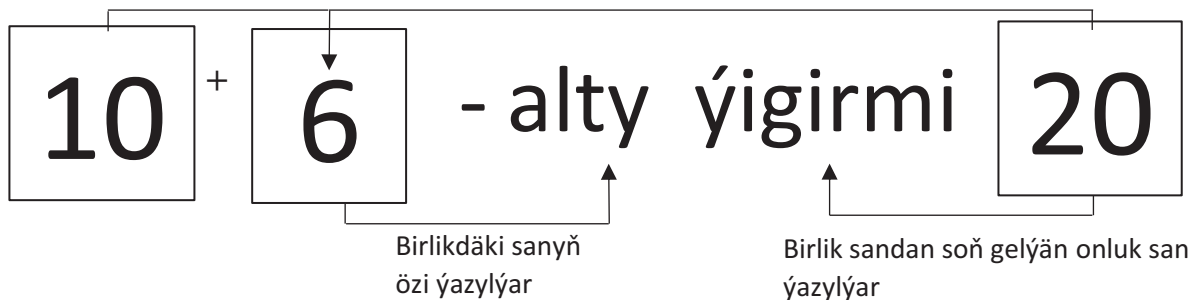 10 + 6 - alty ýigirmi 20
Birlikdäki sanyň
özi ýazylýar
Birlik sandan soň gelýän onluk san
ýazylýar